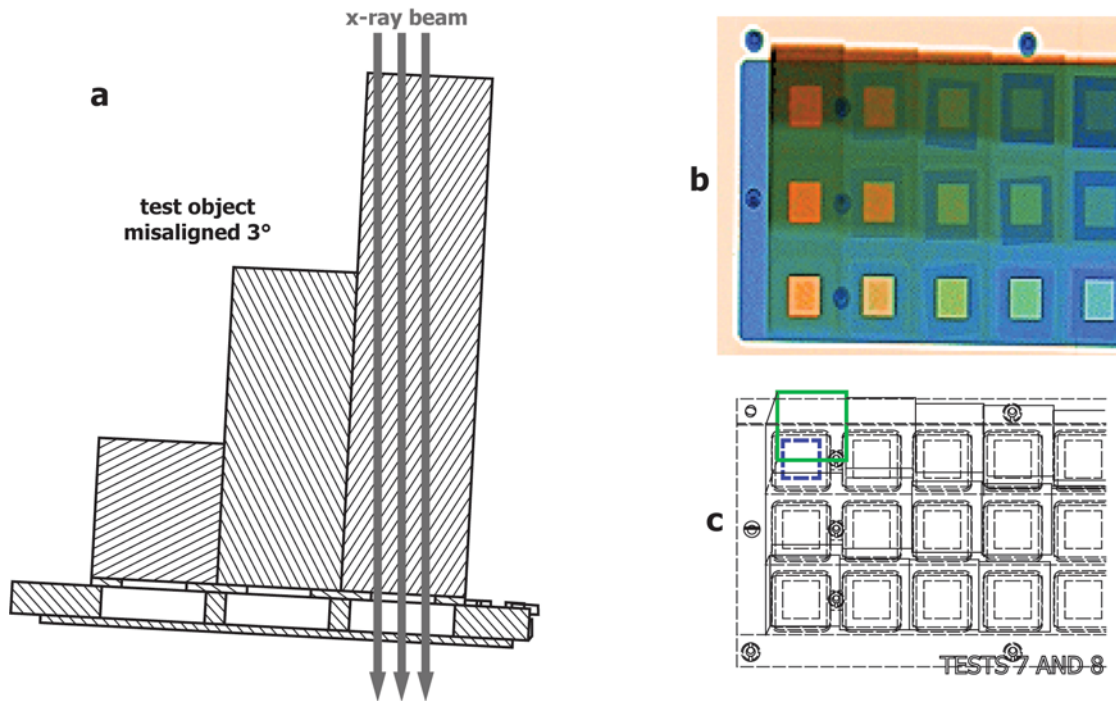 x-ray beam
a
test object
misaligned 3°
b
c
TESTS 7 AND 8